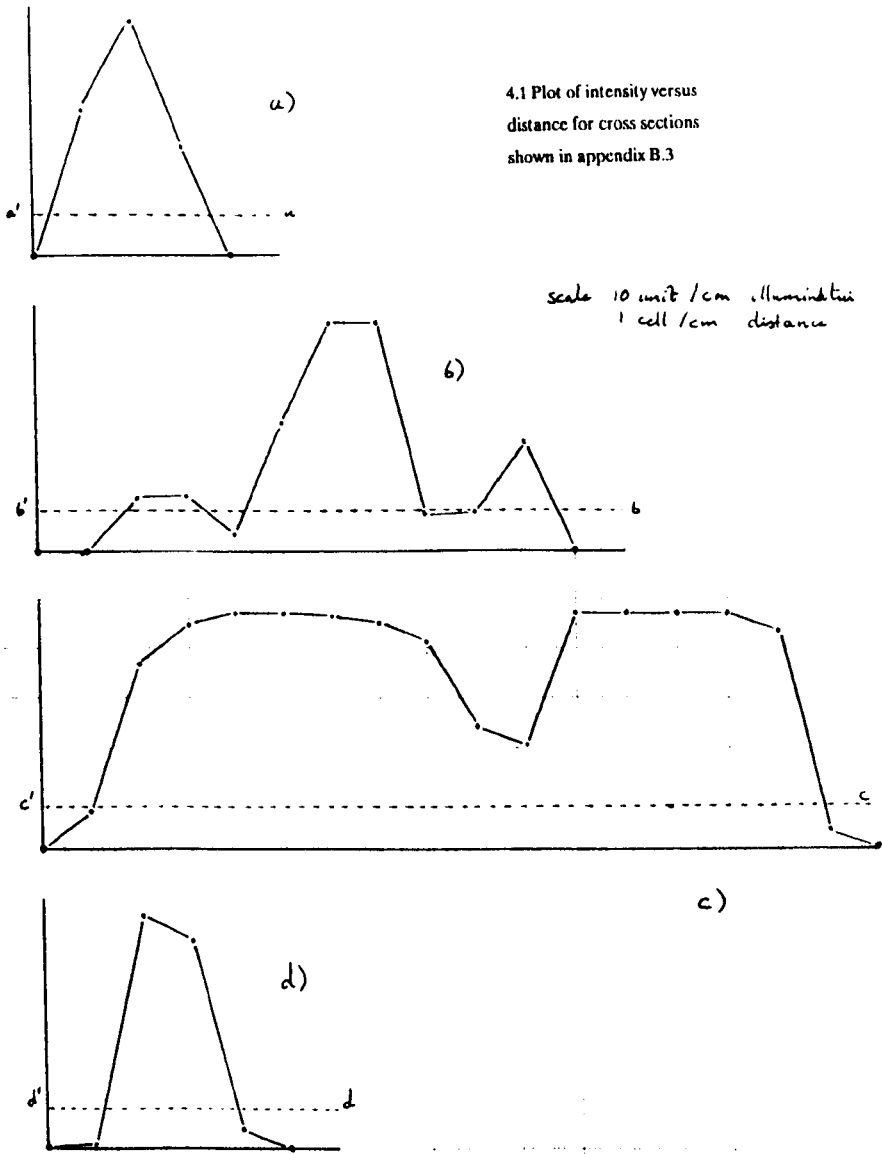 a)
4.1 Plot of intensity versus
distance for cross sections
shown in appendix B.3
a'
scale 10 unit /cm
1 cell /cm distance
b)
b' b
c' c
c)
d)
d' d